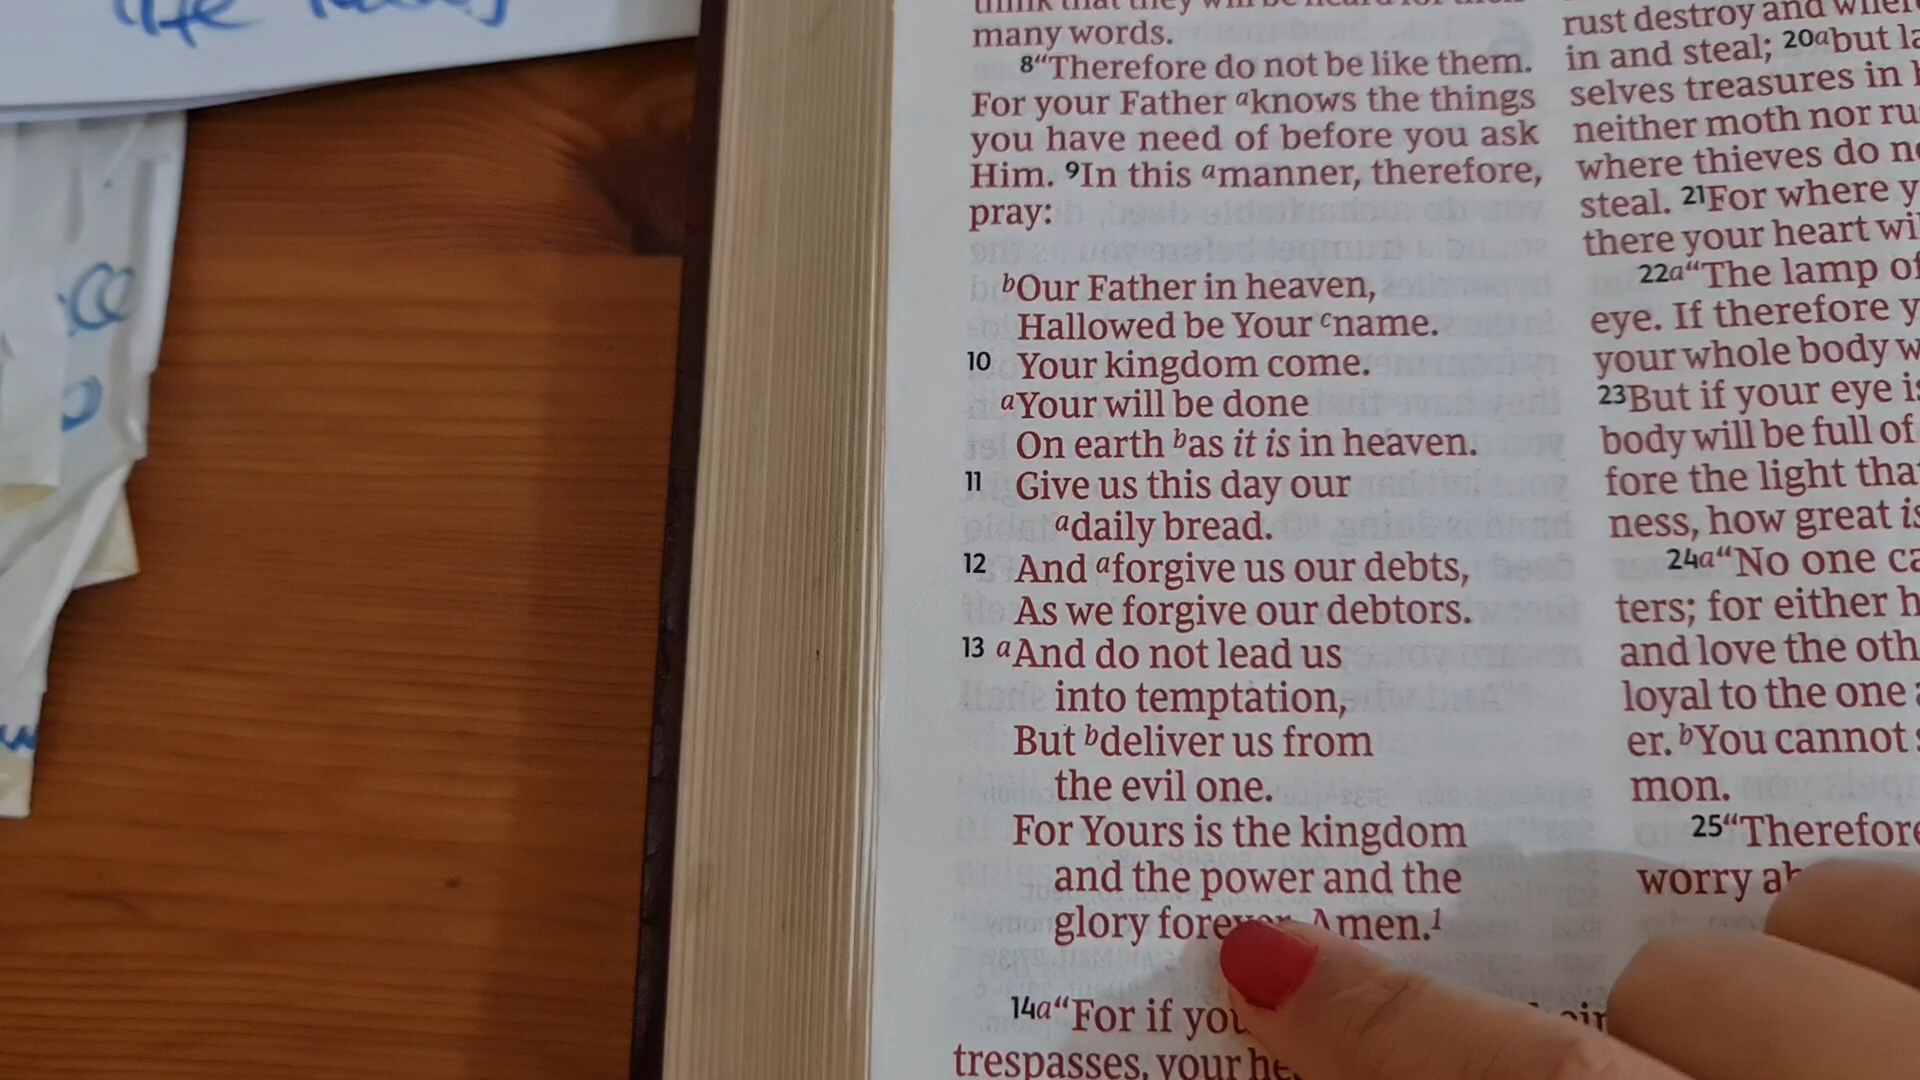 many words.
8“Therefore do not be like them.
For your Father aknows the things
you have need of before you ask
Him. 9In this amanner, therefore,
pray:
bOur Father in heaven,
Hallowed be Your cname.
10 Your kingdom come.
aYour will be done
On earth bas it is in heaven.
11 Give us this day our
adaily bread.
12 And aforgive us our debts,
As we forgive our debtors.
13 aAnd do not lead us
into temptation,
But bdeliver us from
the evil one.
For Yours is the kingdom
and the power and the
glory forever. Amen.1
14a“For if you
trespasses, your
rust destroy and
in and steal; 20abut
selves treasures in
neither moth nor
where thieves do
steal. 21For where
there your heart
22a“The lamp of
eye. If therefore
your whole body
23But if your eye
body will be full of
fore the light
ness, how great is
24a“No one
ters; for either
and love the
loyal to the one
er. bYou cannot
mon.
25“Therefore
worry